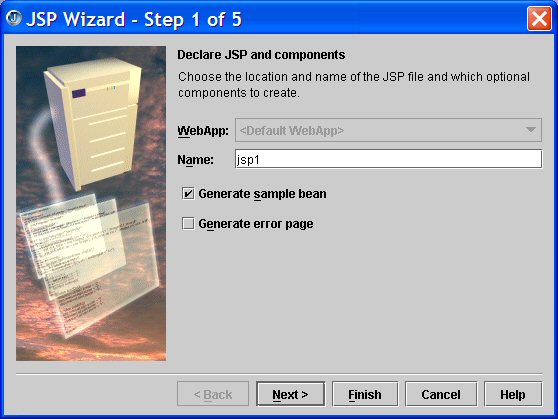 JSP Wizard - Step 1 of 5
Declare JSP and components
Choose the location and name of the JSP file and which optional
components to create.
WebApp: <Default WebApp>
Name: jsp1
Generate sample bean
Generate error page
< Back Next > Finish Cancel Help